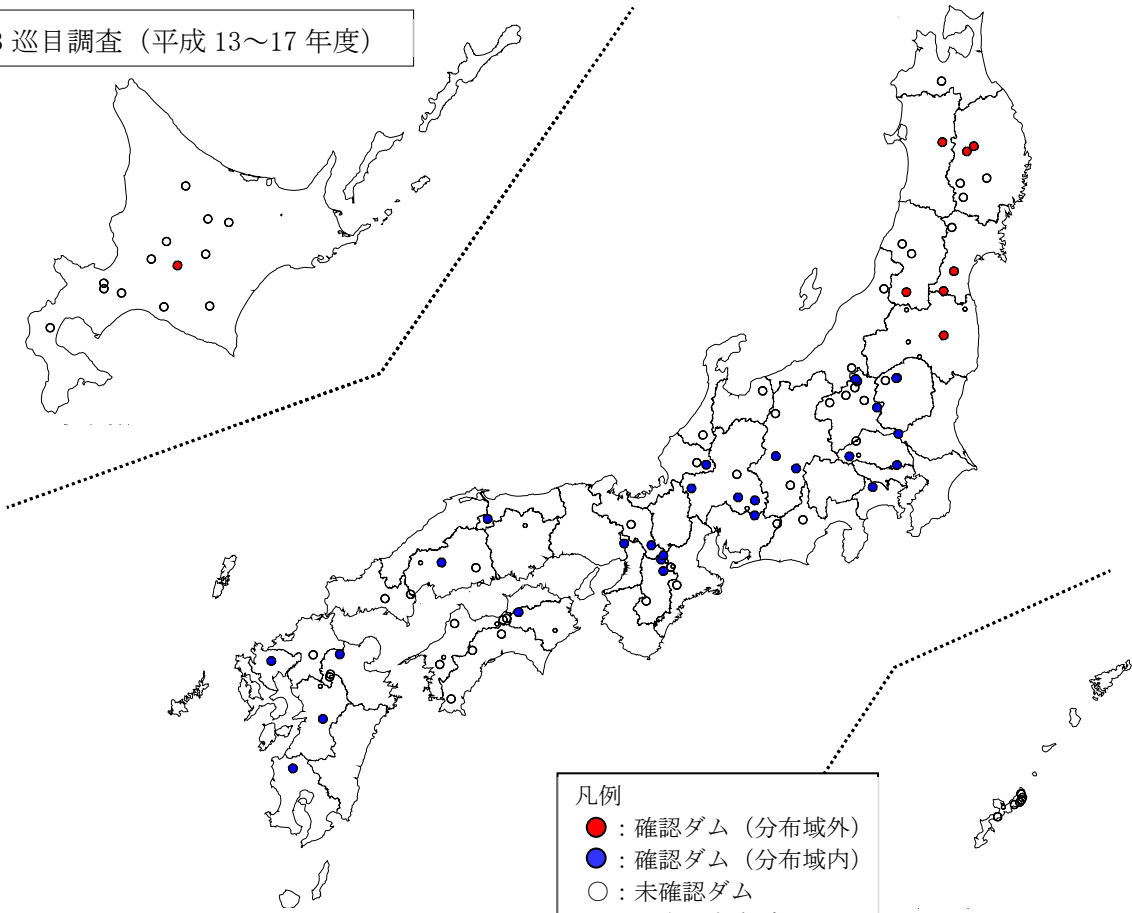 3 巡目調査（平成 13～17 年度）
凡例
：確認ダム（分布域外）
：確認ダム（分布域内）
○：未確認ダム